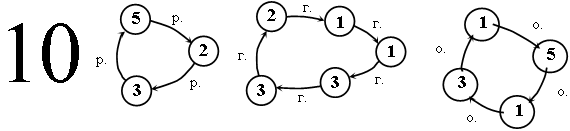 10
5 р.
р. 2
3 р.
2 г. 1 г.
г. 1
3 г. 3 г.
1 о.
о. 5
3 о.
о. 1